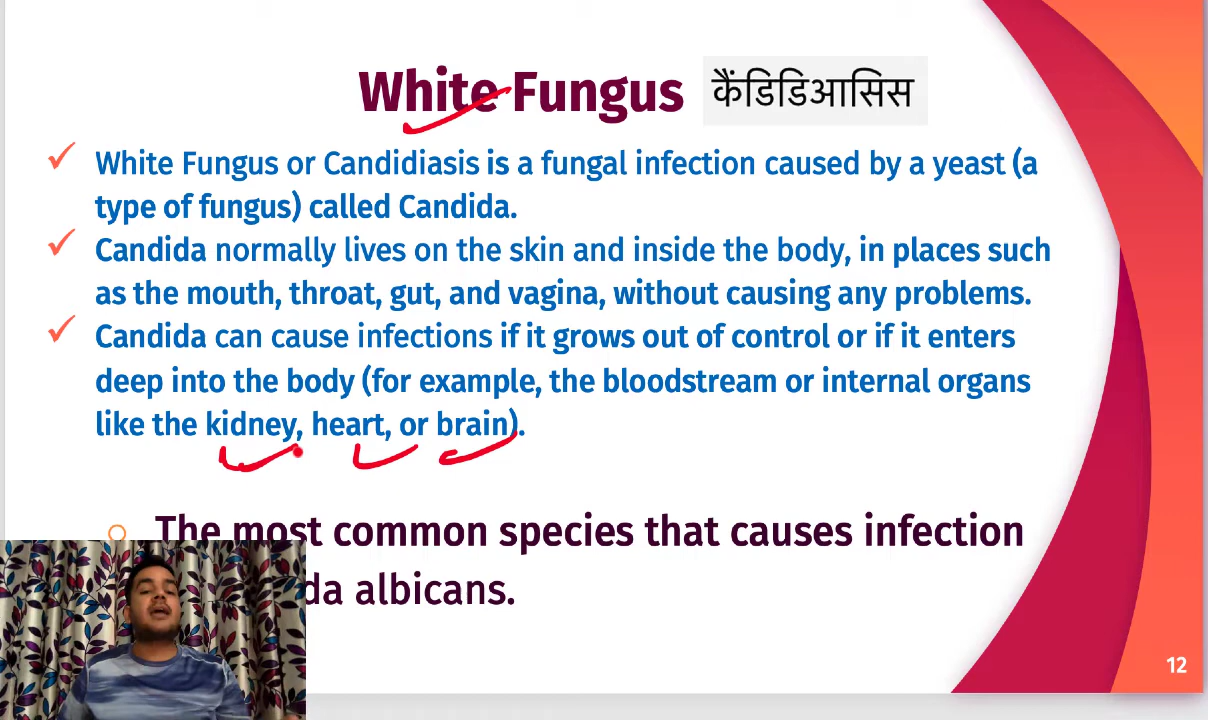 White Fungus कैंडिडिआसिस
White Fungus or Candidiasis is a fungal infection caused by a yeast (a
type of fungus) called Candida.
Candida normally lives on the skin and inside the body, in places such
as the mouth, throat, gut, and vagina, without causing any problems.
Candida can cause infections if it grows out of control or if it enters
deep into the body (for example, the bloodstream or internal organs
like the kidney, heart, or brain).
The most common species that causes infection
da albicans.
12